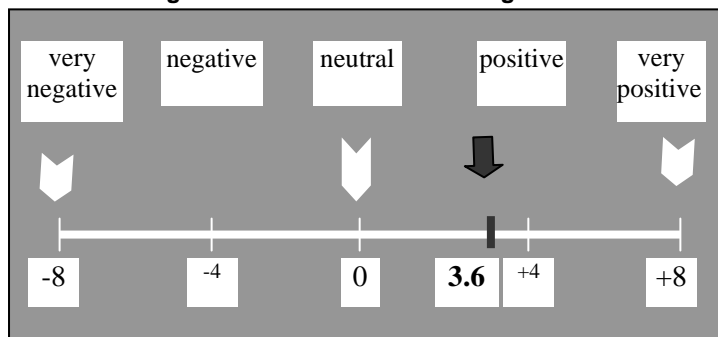 very negative
negative
neutral
positive
very positive
-8
-4
0
3.6
+4
+8